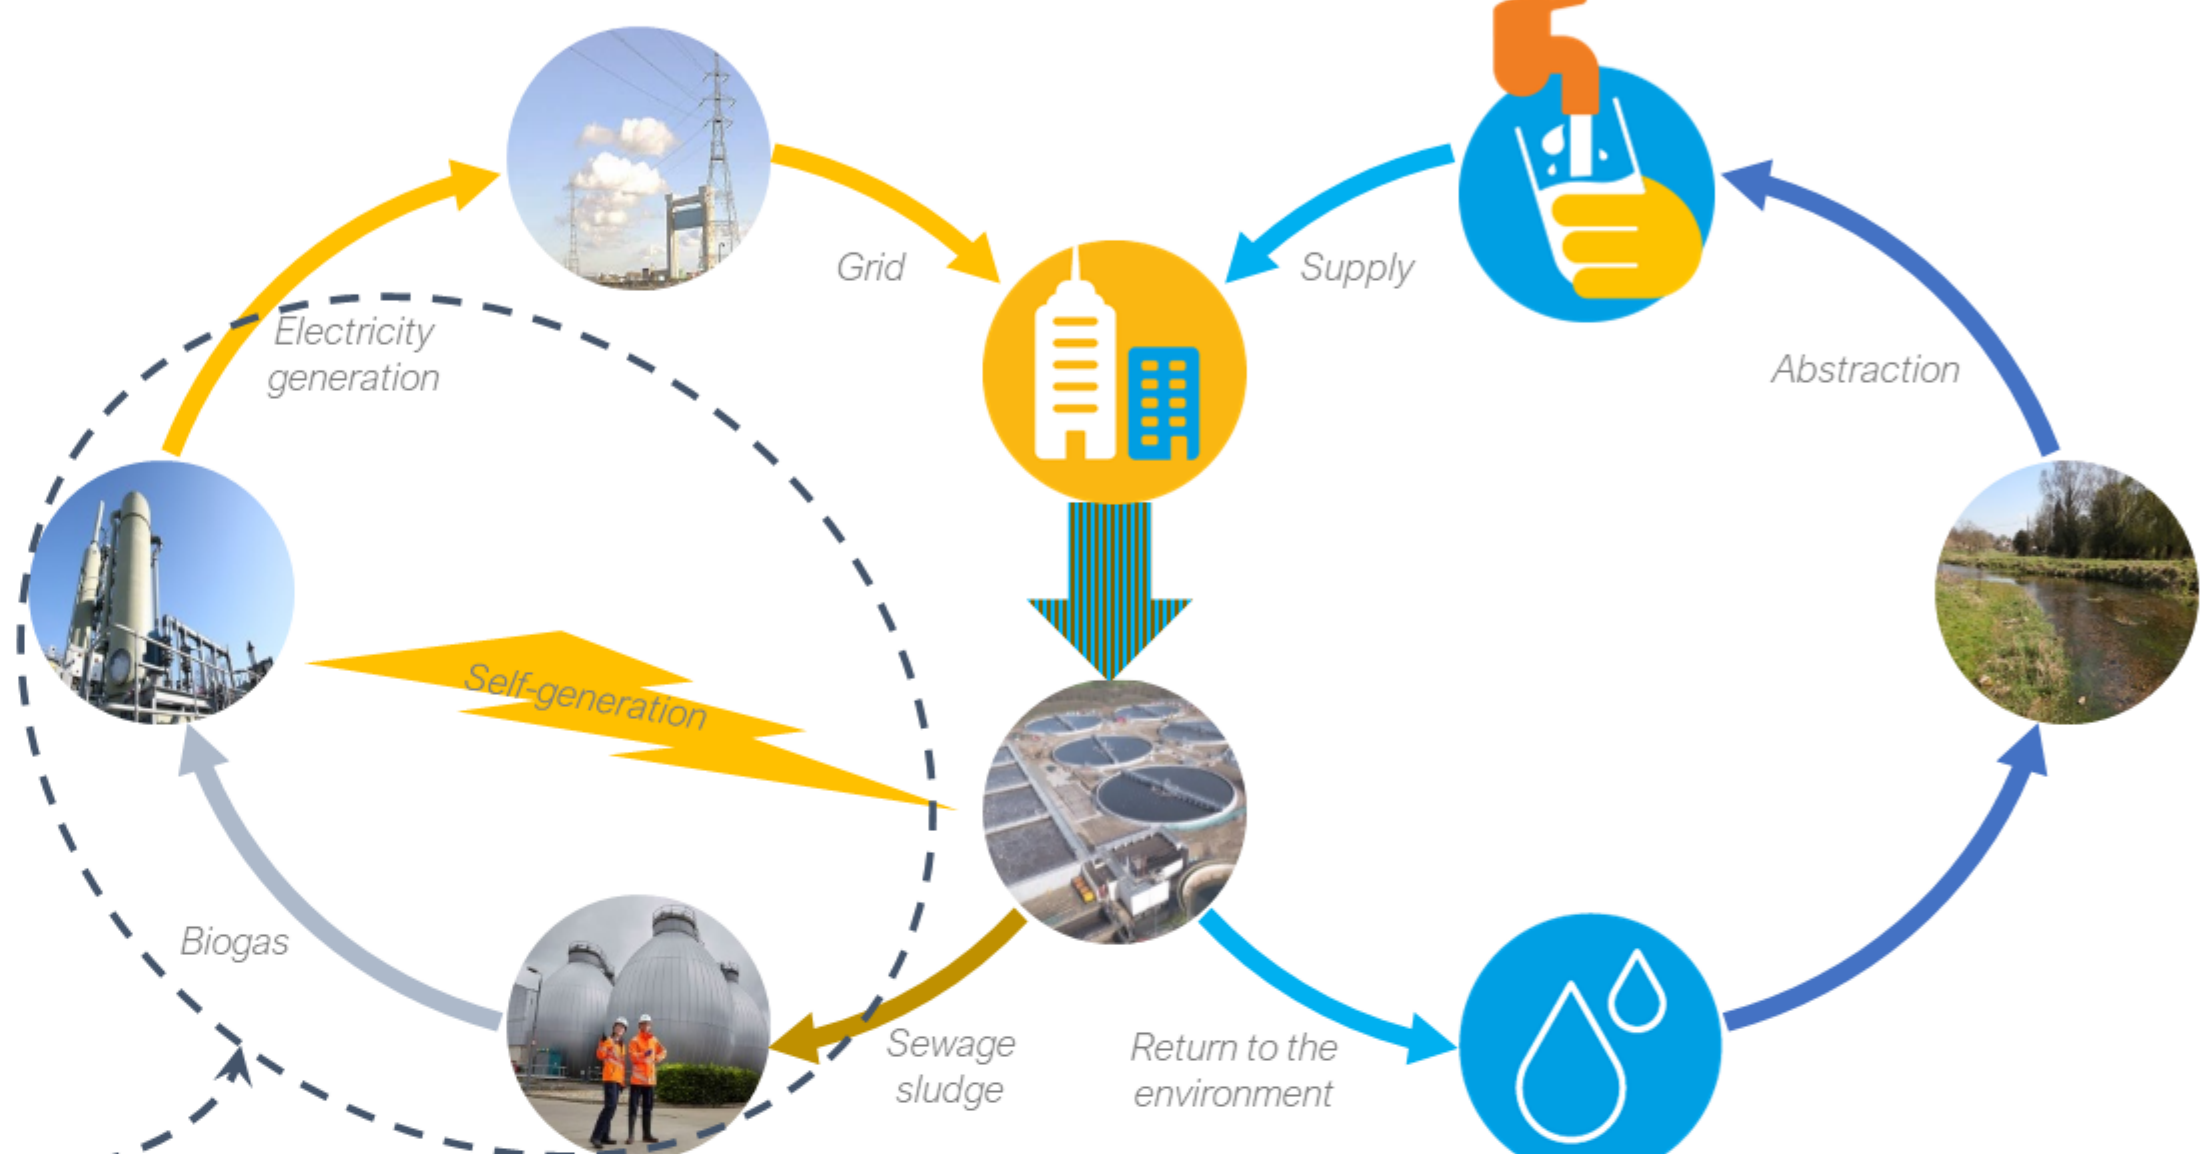 Grid
Supply
Electricity
generation
Abstraction
Self-generation
Biogas
Sewage
sludge
Return to the
environment